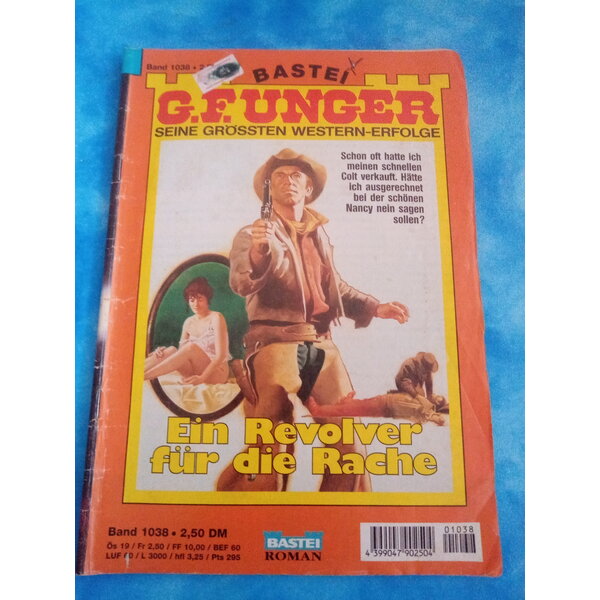 Band 1038 • 2
BASTEI
G.F. UNGER
SEINE GRÖSSTEN WESTERN-ERFOLGE
Schon oft hatte ich
meinen schnellen
Colt verkauft. Hätte
ich ausgerechnet
bei der schönen
Nancy nein sagen
sollen?
Ein Revolver
für die Rache
Band 1038 • 2,50 DM
Ös 19 / Fr 2,50 / FF 10,00 / BEF 60
LUF 60 / L 3000 / hfl 3,25 / Pts 295
BASTEI
ROMAN
01038
4 399047 902504